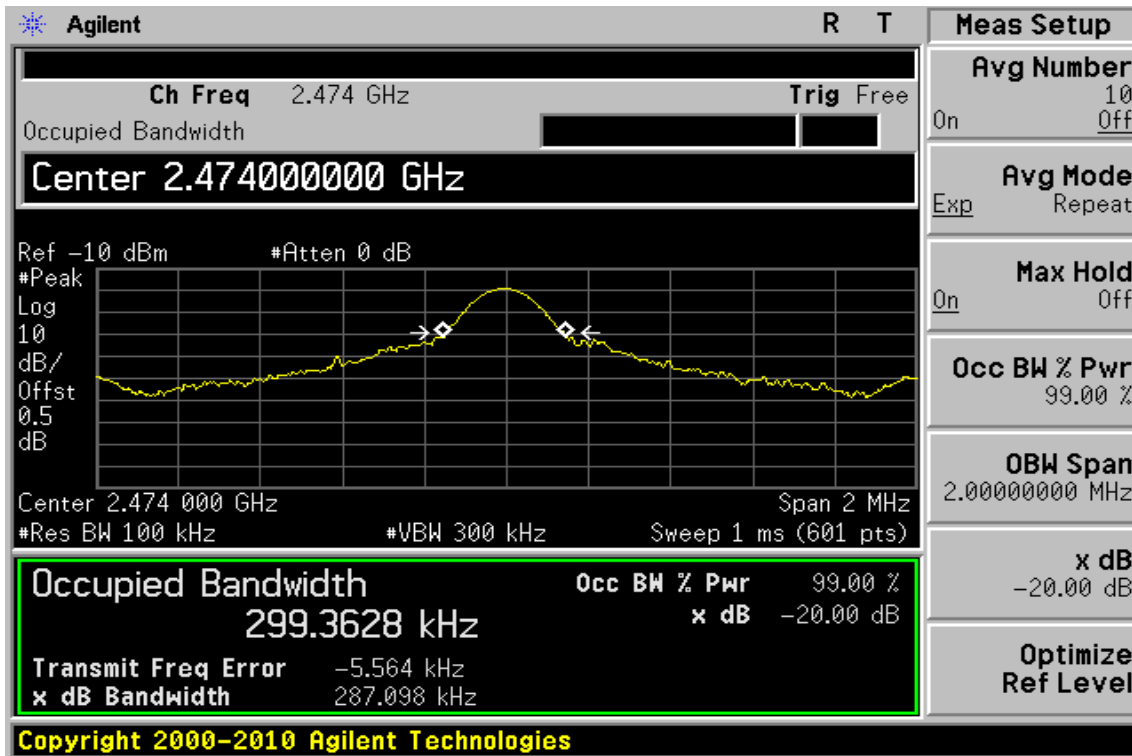 Agilent R T
Ch Freq 2.474 GHz Trig Free
Occupied Bandwidth
Center 2.474000000 GHz
Ref -10 dBm #Atten 0 dB
#Peak
Log
10
dB/
Offst
0.5
dB
Center 2.474 000 GHz Span 2 MHz
#Res BW 100 kHz #VBW 300 kHz Sweep 1 ms (601 pts)
Occupied Bandwidth Occ BW % Pwr 99.00 %
299.3628 kHz x dB -20.00 dB
Transmit Freq Error -5.564 kHz
x dB Bandwidth 287.098 kHz
Copyright 2000-2010 Agilent Technologies
Meas Setup
Avg Number
10
On Off
Avg Mode
Exp Repeat
Max Hold
On Off
Occ BW % Pwr
99.00 %
OBW Span
2.00000000 MHz
x dB
-20.00 dB
Optimize
Ref Level